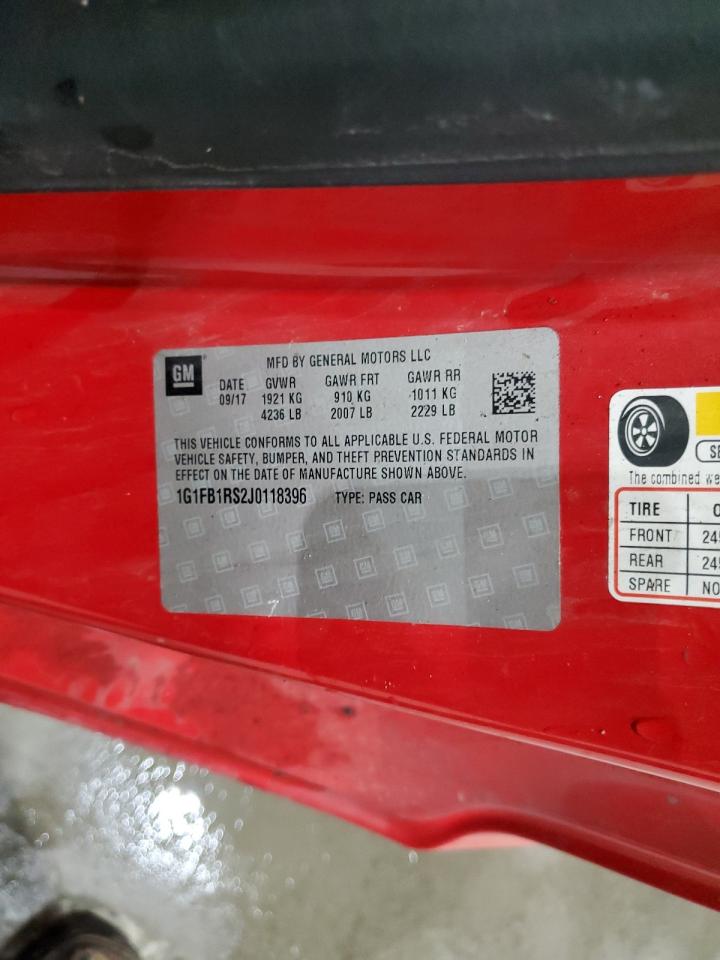 GM
MFD BY GENERAL MOTORS LLC
DATE GVWR GAWR FRT GAWR RR
09/17 1921 KG 910 KG 1011 KG
4236 LB 2007 LB 2229 LB
THIS VEHICLE CONFORMS TO ALL APPLICABLE U.S. FEDERAL MOTOR
VEHICLE SAFETY, BUMPER, AND THEFT PREVENTION STANDARDS IN
EFFECT ON THE DATE OF MANUFACTURE SHOWN ABOVE.
1G1FB1RS2J0118396 TYPE: PASS CAR
The combined
TIRE
FRONT
REAR
SPARE